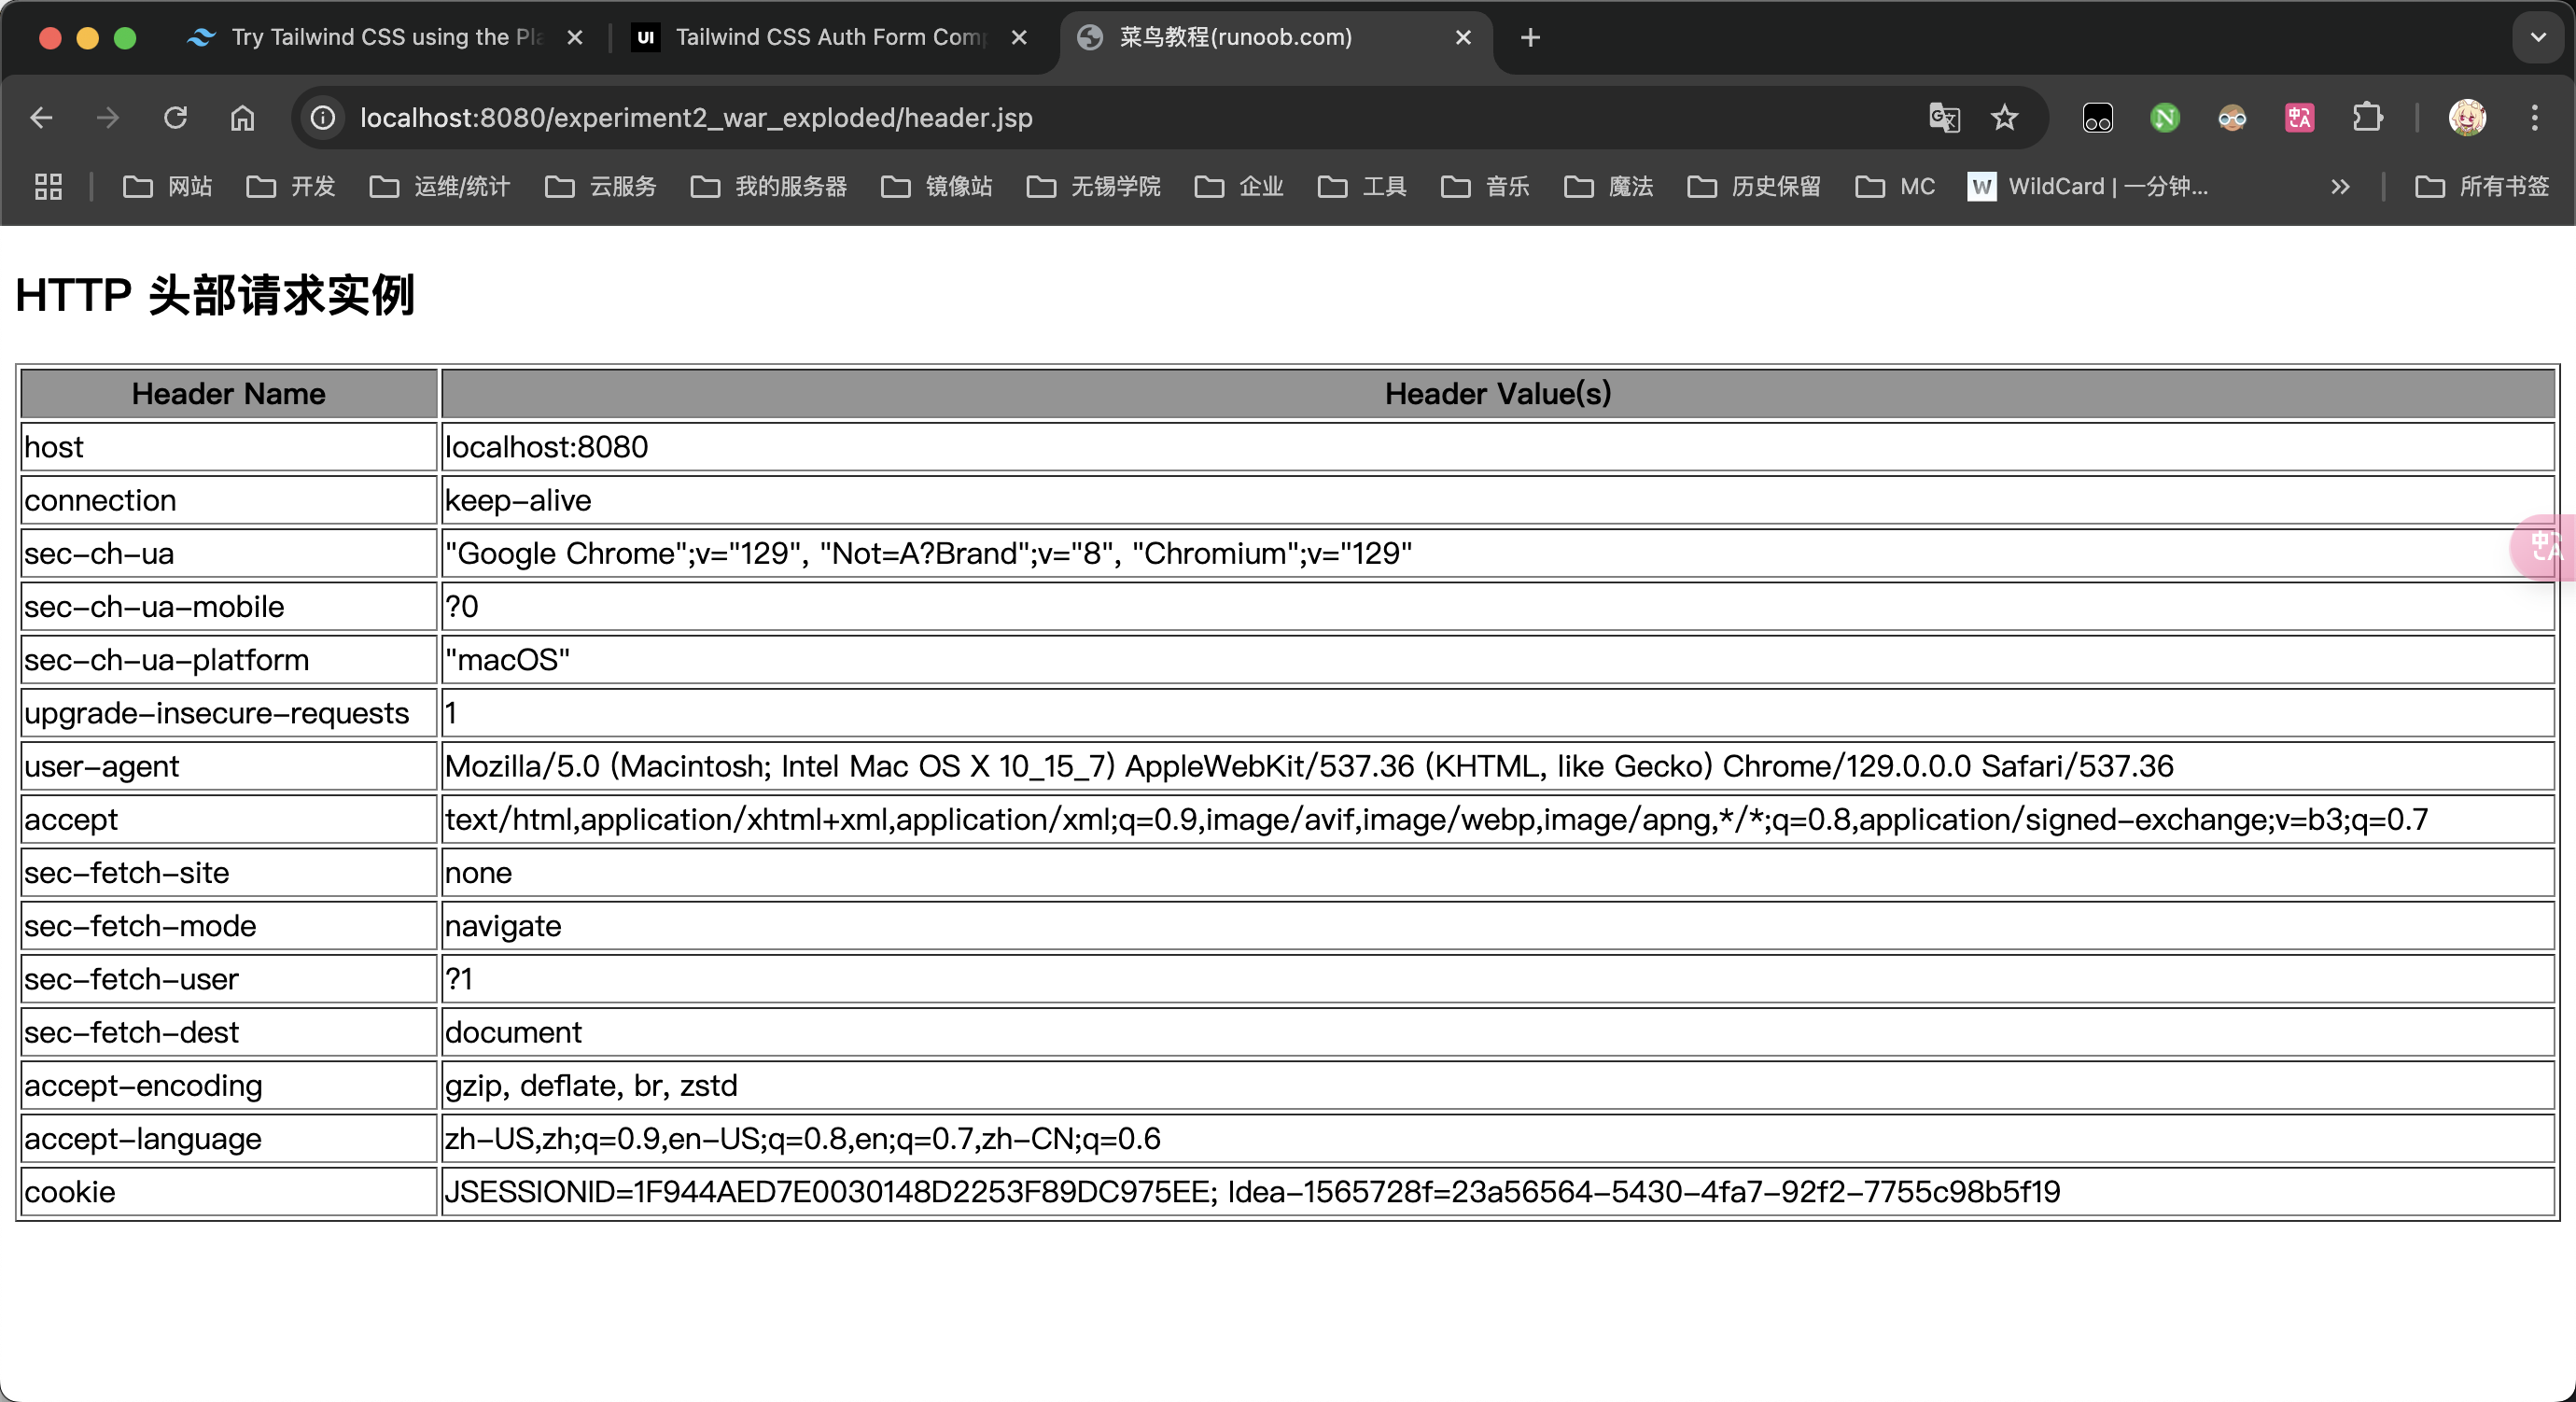 Try Tailwind CSS using the Pla
UI Tailwind CSS Auth Form Comp
菜鸟教程(runoob.com)
localhost:8080/experiment2_war_exploded/header.jsp
网站 开发 运维/统计 云服务 我的服务器 镜像站 无锡学院 企业 工具 音乐 魔法 历史保留 MC W WildCard | 一分钟... 所有书签
HTTP 头部请求实例
Header Name Header Value(s)
host localhost:8080
connection keep-alive
sec-ch-ua "Google Chrome";v="129", "Not=A?Brand";v="8", "Chromium";v="129"
sec-ch-ua-mobile ?0
sec-ch-ua-platform "macOS"
upgrade-insecure-requests 1
user-agent Mozilla/5.0 (Macintosh; Intel Mac OS X 10_15_7) AppleWebKit/537.36 (KHTML, like Gecko) Chrome/129.0.0.0 Safari/537.36
accept text/html,application/xhtml+xml,application/xml;q=0.9,image/avif,image/webp,image/apng,*/*;q=0.8,application/signed-exchange;v=b3;q=0.7
sec-fetch-site none
sec-fetch-mode navigate
sec-fetch-user ?1
sec-fetch-dest document
accept-encoding gzip, deflate, br, zstd
accept-language zh-US,zh;q=0.9,en-US;q=0.8,en;q=0.7,zh-CN;q=0.6
cookie JSESSIONID=1F944AED7E0030148D2253F89DC975EE; Idea-1565728f=23a56564-5430-4fa7-92f2-7755c98b5f19